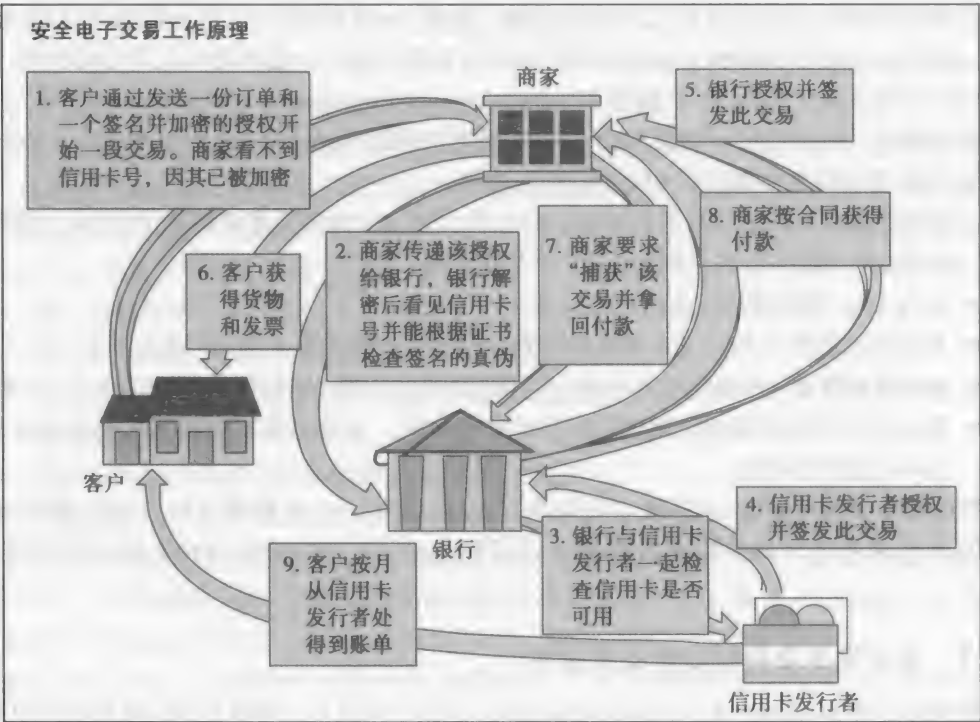 安全电子交易工作原理
商家
1. 客户通过发送一份订单和
一个签名并加密的授权开
始一段交易。商家看不到
信用卡号，因其已被加密
5. 银行授权并签
发此交易
8. 商家按合同获得
付款
6. 客户获
得货物
和发票
2. 商家传递该授权
给银行，银行解
密后看见信用卡
号并能根据证书
检查签名的真伪
7. 商家要求
“捕获”该
交易并拿
回付款
客户
银行
9. 客户按月
从信用卡
发行者处
得到账单
3. 银行与信用卡
发行者一起检
查信用卡是否
可用
4. 信用卡发行者授权
并签发此交易
信用卡发行者